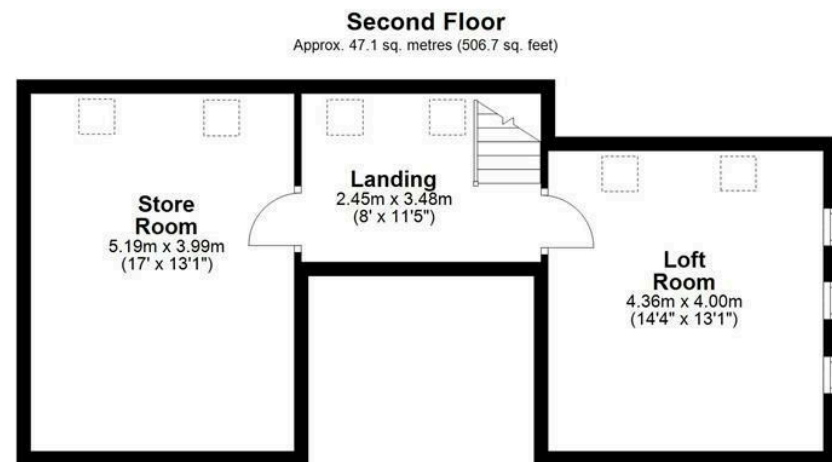 Second Floor
Approx. 47.1 sq. metres (506.7 sq. feet)
Store
Room
5.19m x 3.99m
(17' x 13'1")
Landing
2.45m x 3.48m
(8' x 11'5")
Loft
Room
4.36m x 4.00m
(14'4" x 13'1")